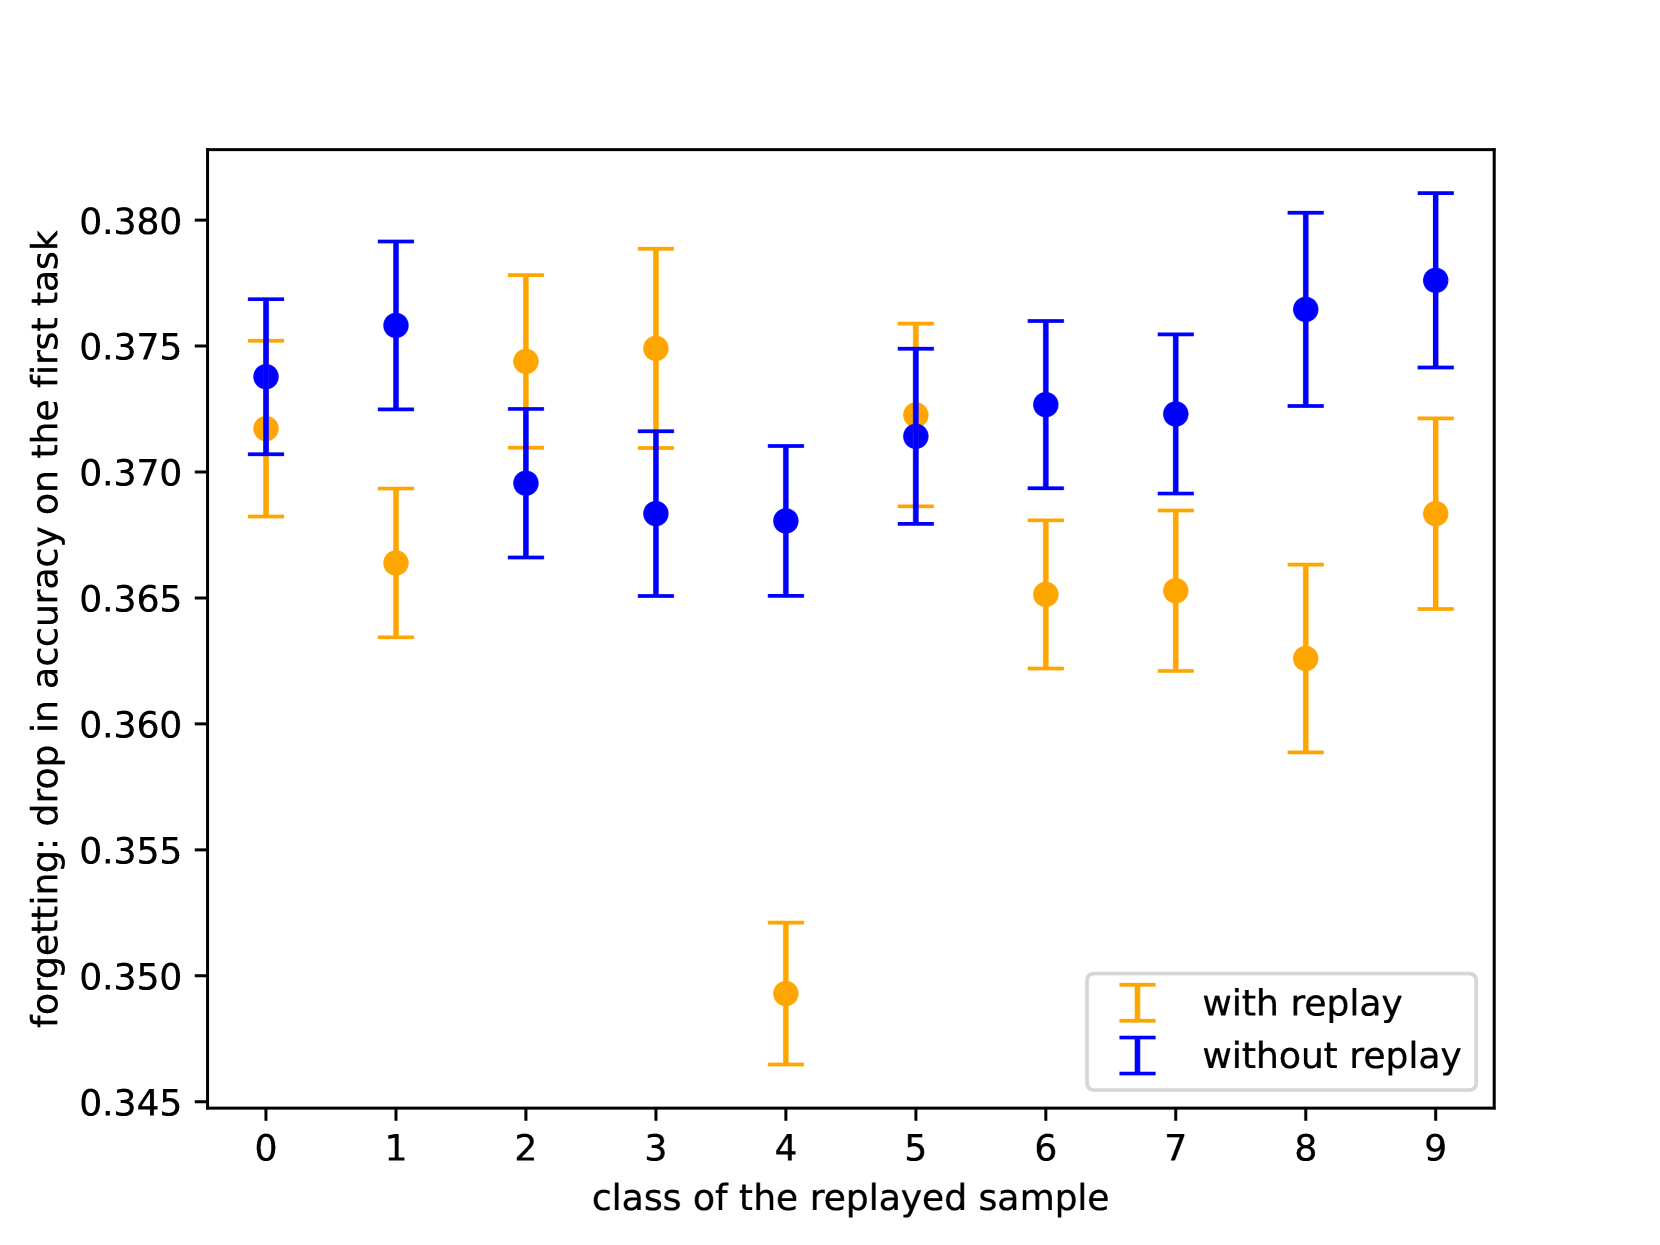 forgetting: drop in accuracy on the first task
0.380
0.375
0.370
0.365
0.360
0.355
0.350
0.345
with replay
without replay
0 1 2 3 4 5 6 7 8 9
class of the replayed sample